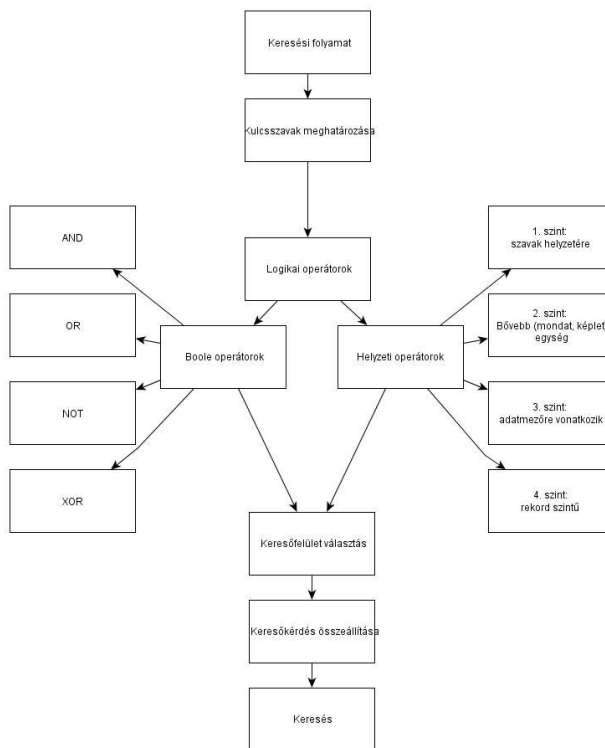 Keresési folyamat
Kulcsszavak meghatározása
Logikai operátorok
AND
OR
NOT
XOR
Boole operátorok
Helyzeti operátorok
1. szint:
szavak helyzetére
2. szint:
Bővebb (mondat, képlet)
egység
3. szint:
adatmezőre vonatkozik
4. szint:
rekord szintű
Keresőfelület választás
Keresőkérdés összeállítása
Keresés